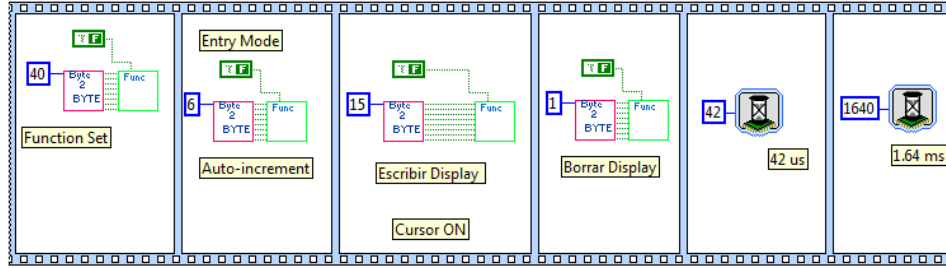 Entry Mode
? F
? F
? F
? F
40
Byte
2
BYTE
Func
6
Byte
2
BYTE
Func
15
Byte
2
BYTE
Func
1
Byte
2
BYTE
Func
42
1640
Function Set
Auto-increment
Escribir Display
Borrar Display
42 us
1.64 ms
Cursor ON